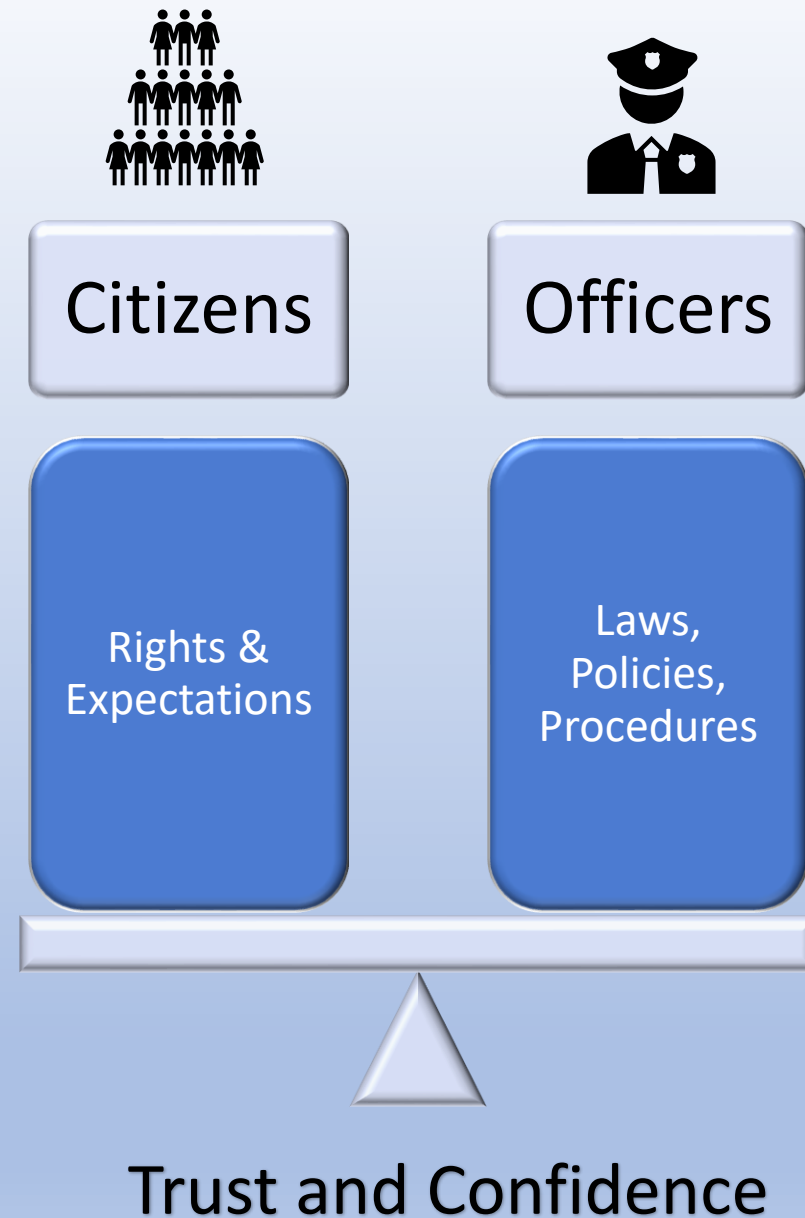 Citizens
Officers
Rights &
Expectations
Laws,
Policies,
Procedures
Trust and Confidence